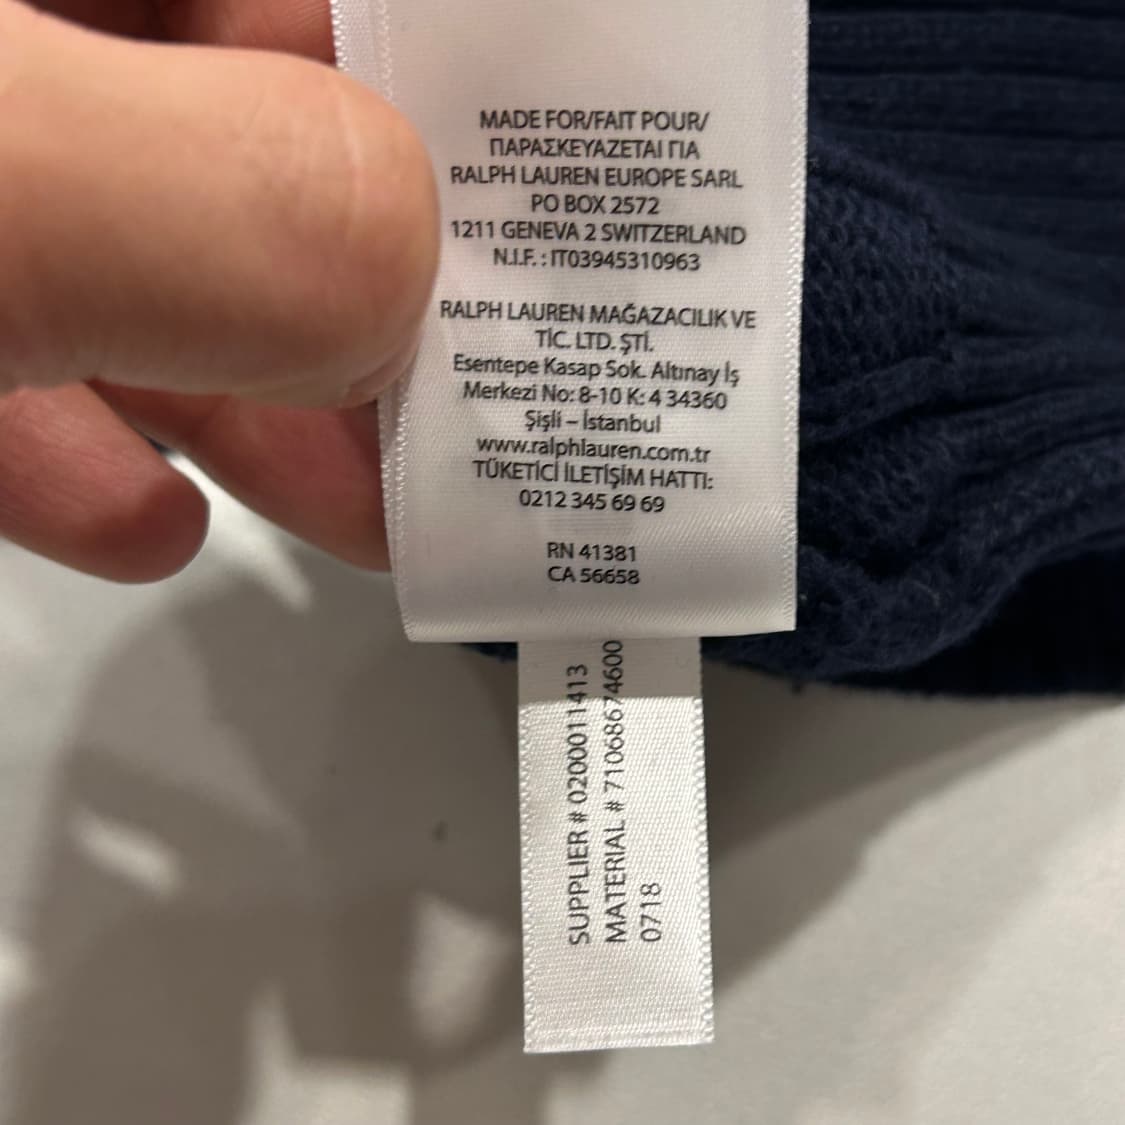 MADE FOR/FAIT POUR/
ΠΑΡΑΣΚΕΥΑΖΕΤΑΙ ΓΙΑ
RALPH LAUREN EUROPE SARL
PO BOX 2572
1211 GENEVA 2 SWITZERLAND
N.I.F. : IT03945310963
RALPH LAUREN MAĞAZACILIK VE
TİC. LTD. ŞTİ.
Esentepe Kasap Sok. Altınay İş
Merkezi No: 8-10 K: 4 34360
Şişli – İstanbul
www.ralphlauren.com.tr
TÜKETİCİ İLETİŞİM HATTI:
0212 345 69 69
RN 41381
CA 56658
SUPPLIER # 0200011413
MATERIAL # 71068674600
0718